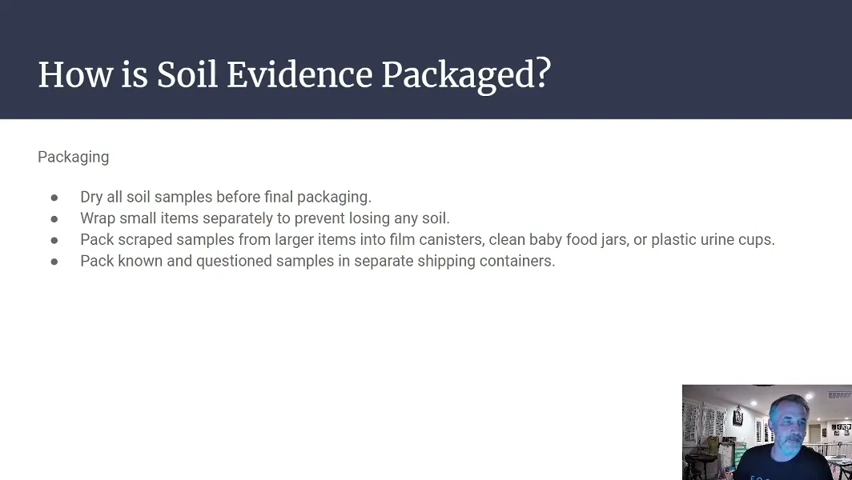 How is Soil Evidence Packaged?
Packaging
● Dry all soil samples before final packaging.
● Wrap small items separately to prevent losing any soil.
● Pack scraped samples from larger items into film canisters, clean baby food jars, or plastic urine cups.
● Pack known and questioned samples in separate shipping containers.